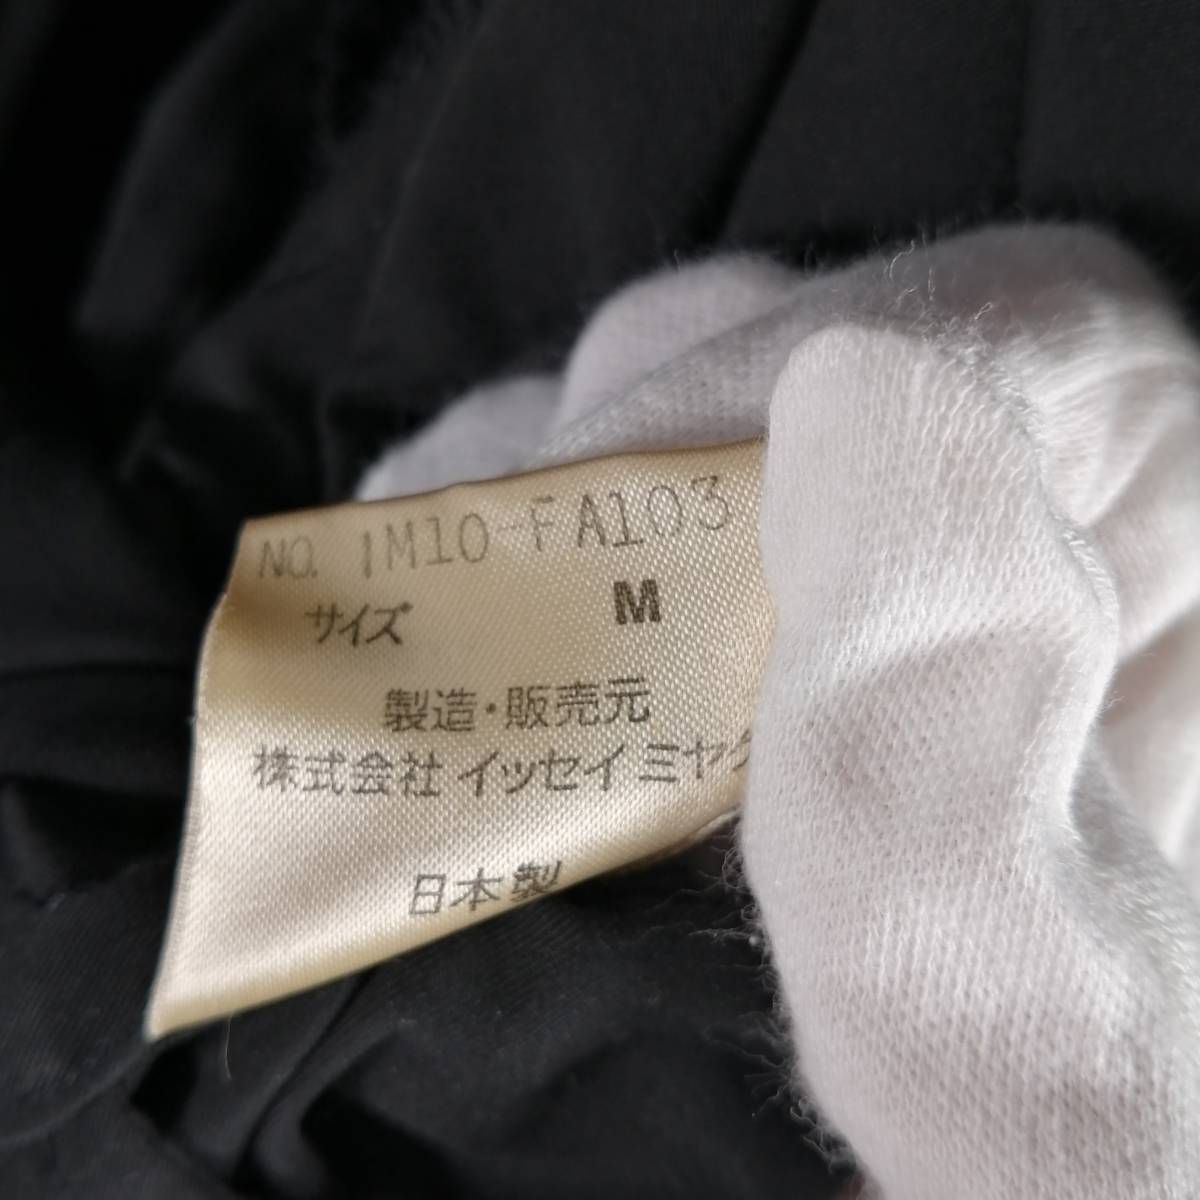 NO. IM10-FA103
サイズ M
製造・販売元
株式会社 イッセイ ミヤケ
日本製